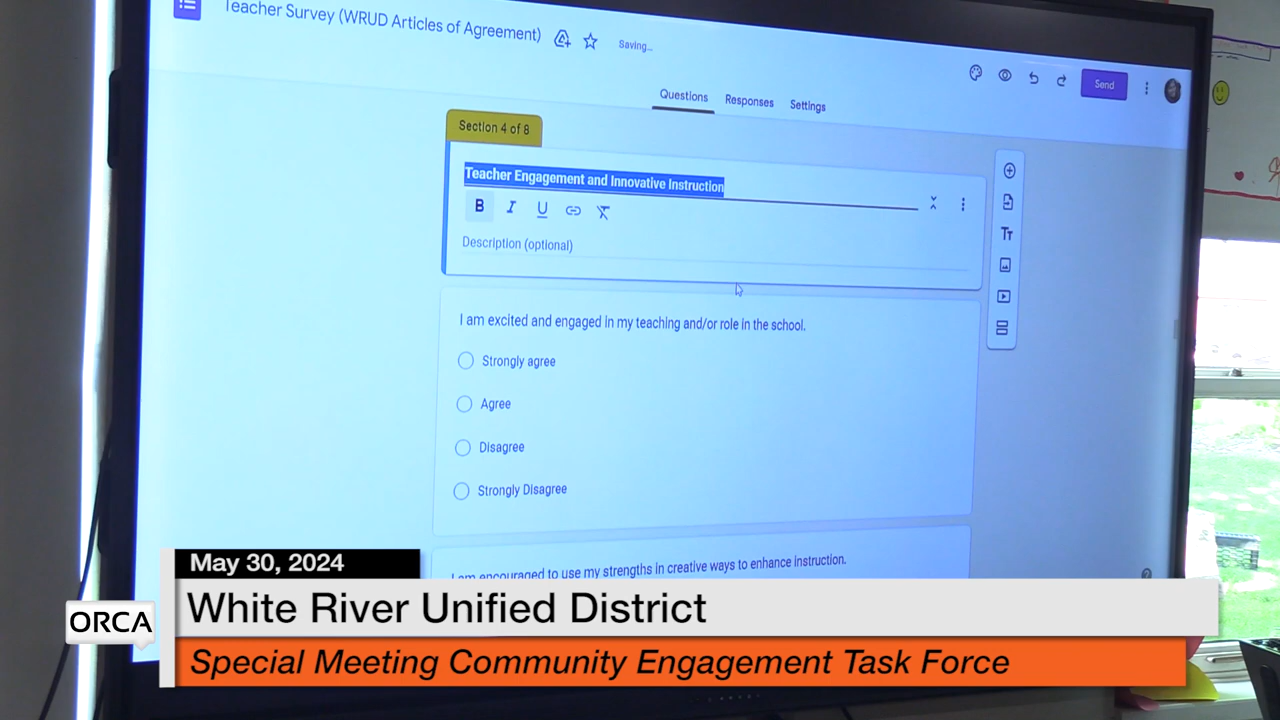 Teacher Survey (WRUD Articles of Agreement)
Saving...
Send
Questions Responses Settings
Section 4 of 8
Teacher Engagement and Innovative Instruction
B I U
Description (optional)
Tт
I am excited and engaged in my teaching and/or role in the school.
Strongly agree
Agree
Disagree
Strongly Disagree
I am encouraged to use my strengths in creative ways to enhance instruction.
May 30, 2024
ORCA
White River Unified District
Special Meeting Community Engagement Task Force